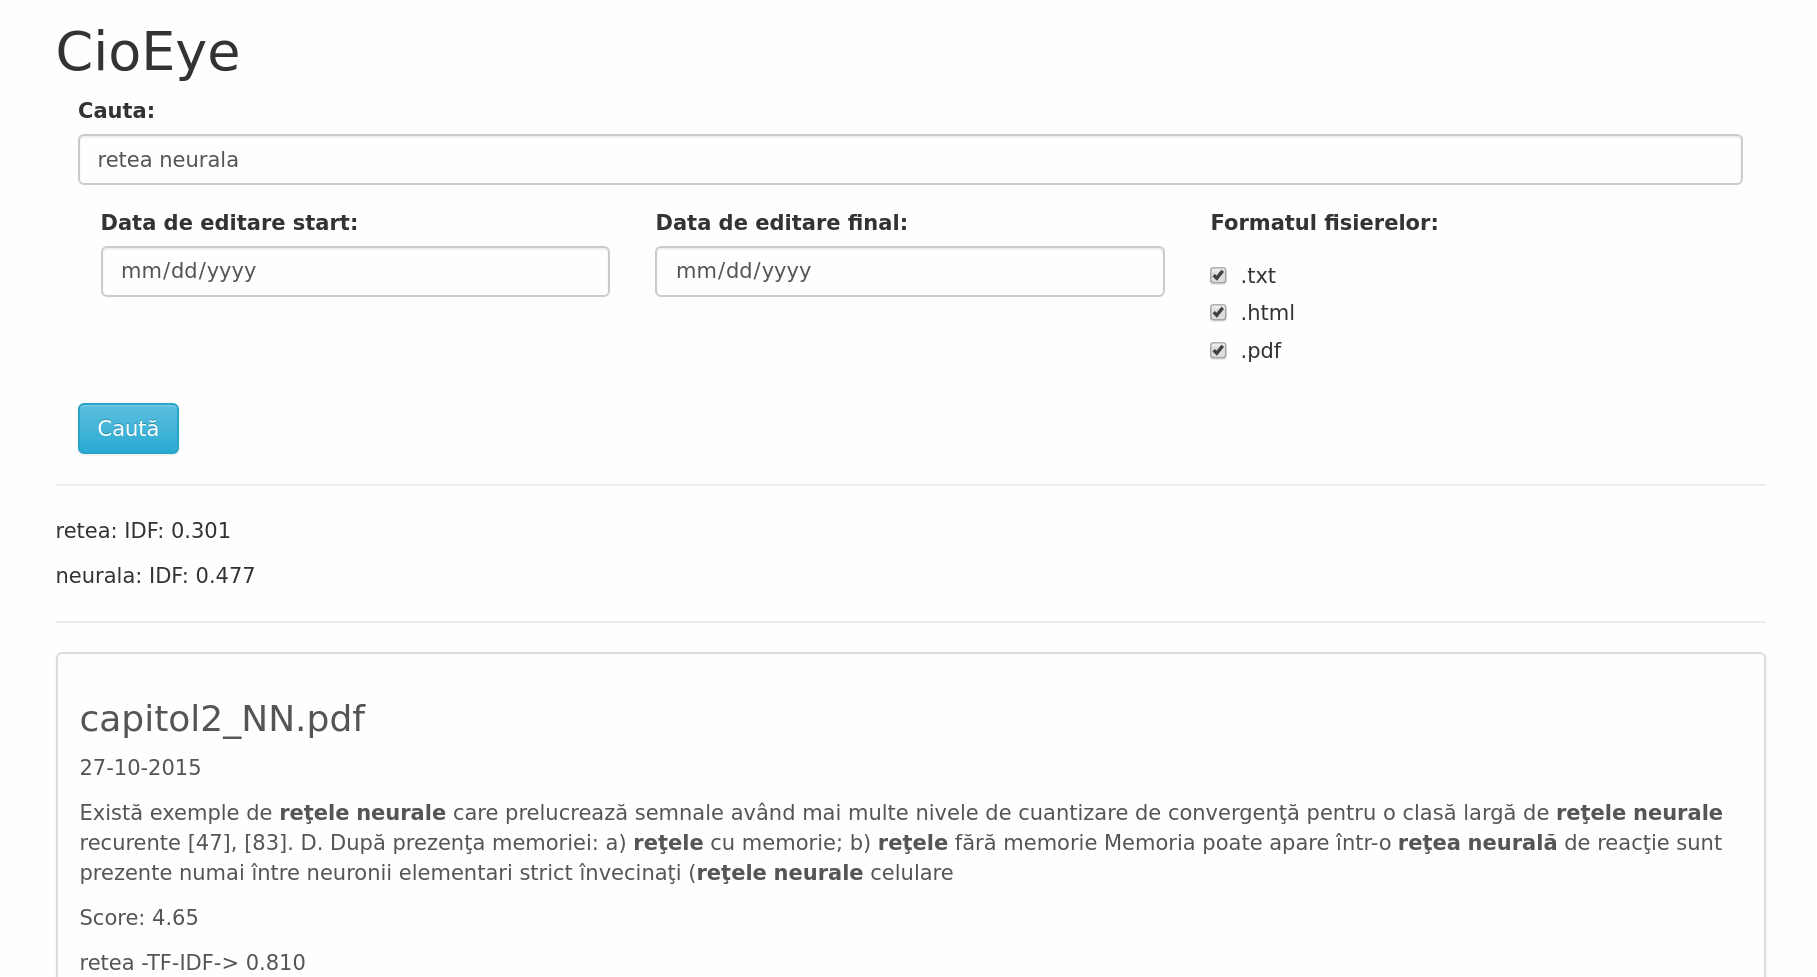 CioEye
Cauta:
retea neurala
Data de editare start:
Data de editare final:
Formatul fisierelor:
mm/dd/yyyy
mm/dd/yyyy
.txt
.html
.pdf
Caută
retea: IDF: 0.301
neurala: IDF: 0.477
capitol2_NN.pdf
27-10-2015
Există exemple de reţele neurale care prelucrează semnale având mai multe nivele de cuantizare de convergenţă pentru o clasă largă de reţele neurale
recurente [47], [83]. D. După prezenţa memoriei: a) reţele cu memorie; b) reţele fără memorie Memoria poate apare într-o reţea neurală de reacţie sunt
prezente numai între neuronii elementari strict învecinaţi (reţele neurale celulare
Score: 4.65
retea -TF-IDF-> 0.810